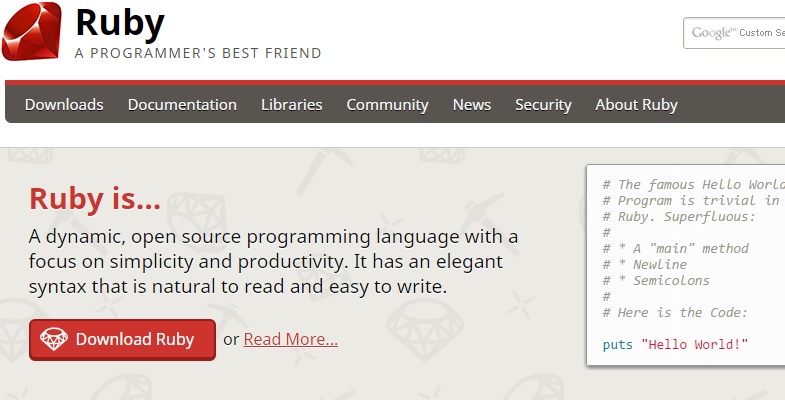 Ruby
A PROGRAMMER'S BEST FRIEND
Google™ Custom Se
Downloads Documentation Libraries Community News Security About Ruby
Ruby is...
A dynamic, open source programming language with a
focus on simplicity and productivity. It has an elegant
syntax that is natural to read and easy to write.
Download Ruby or Read More...
# The famous Hello World
# Program is trivial in
# Ruby. Superfluous:
#
# * A "main" method
# * Newline
# * Semicolons
#
# Here is the Code:
puts "Hello World!"